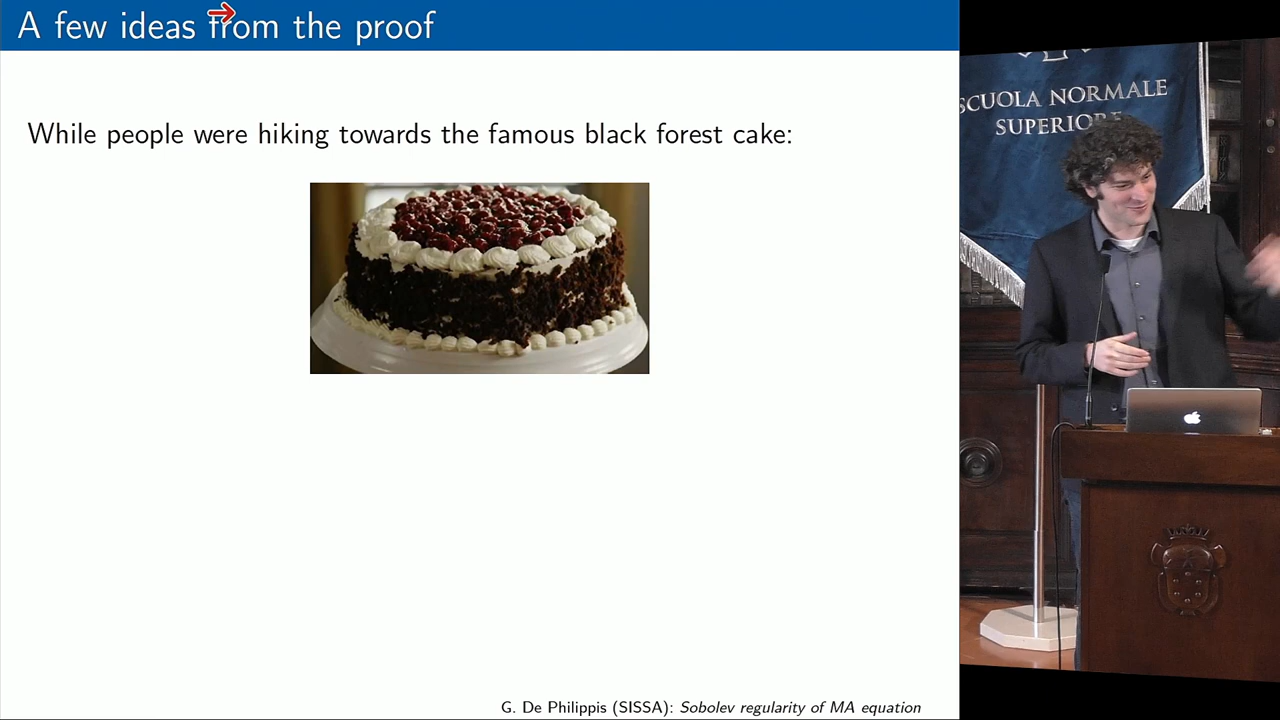 A few ideas from the proof
While people were hiking towards the famous black forest cake:
G. De Philippis (SISSA): Sobolev regularity of MA equation
SCUOLA NORMALE
SUPERIORE